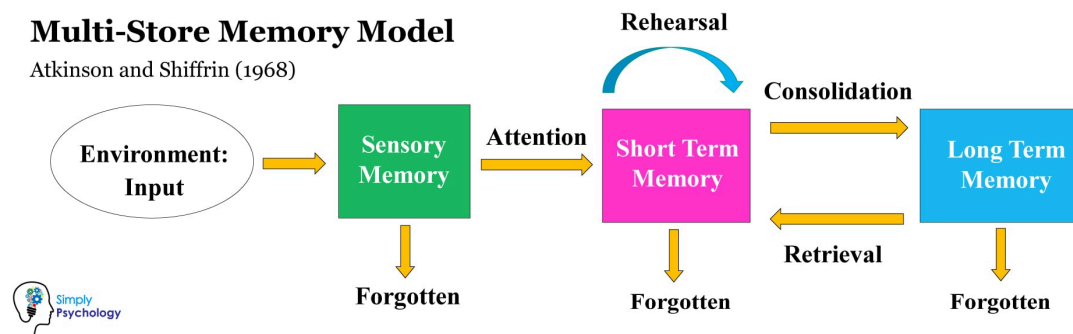 Multi-Store Memory Model
Atkinson and Shiffrin (1968)
Rehearsal
Environment:
Input
Sensory
Memory
Attention
Short Term
Memory
Consolidation
Retrieval
Long Term
Memory
Forgotten
Forgotten
Forgotten
Simply
Psychology